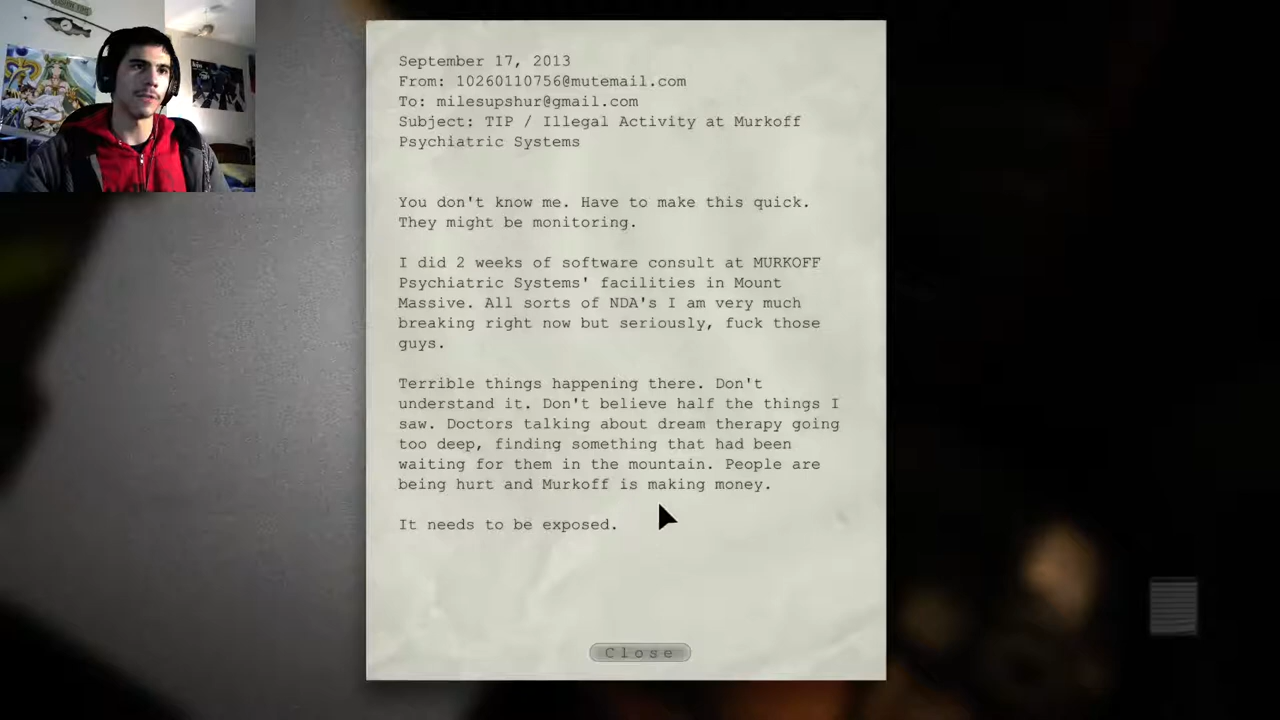 September 17, 2013
From: 10260110756@mutemail.com
To: milesupshur@gmail.com
Subject: TIP / Illegal Activity at Murkoff
Psychiatric Systems
You don't know me. Have to make this quick.
They might be monitoring.
I did 2 weeks of software consult at MURKOFF
Psychiatric Systems' facilities in Mount
Massive. All sorts of NDA's I am very much
breaking right now but seriously, fuck those
guys.
Terrible things happening there. Don't
understand it. Don't believe half the things I
saw. Doctors talking about dream therapy going
too deep, finding something that had been
waiting for them in the mountain. People are
being hurt and Murkoff is making money.
It needs to be exposed.
Close